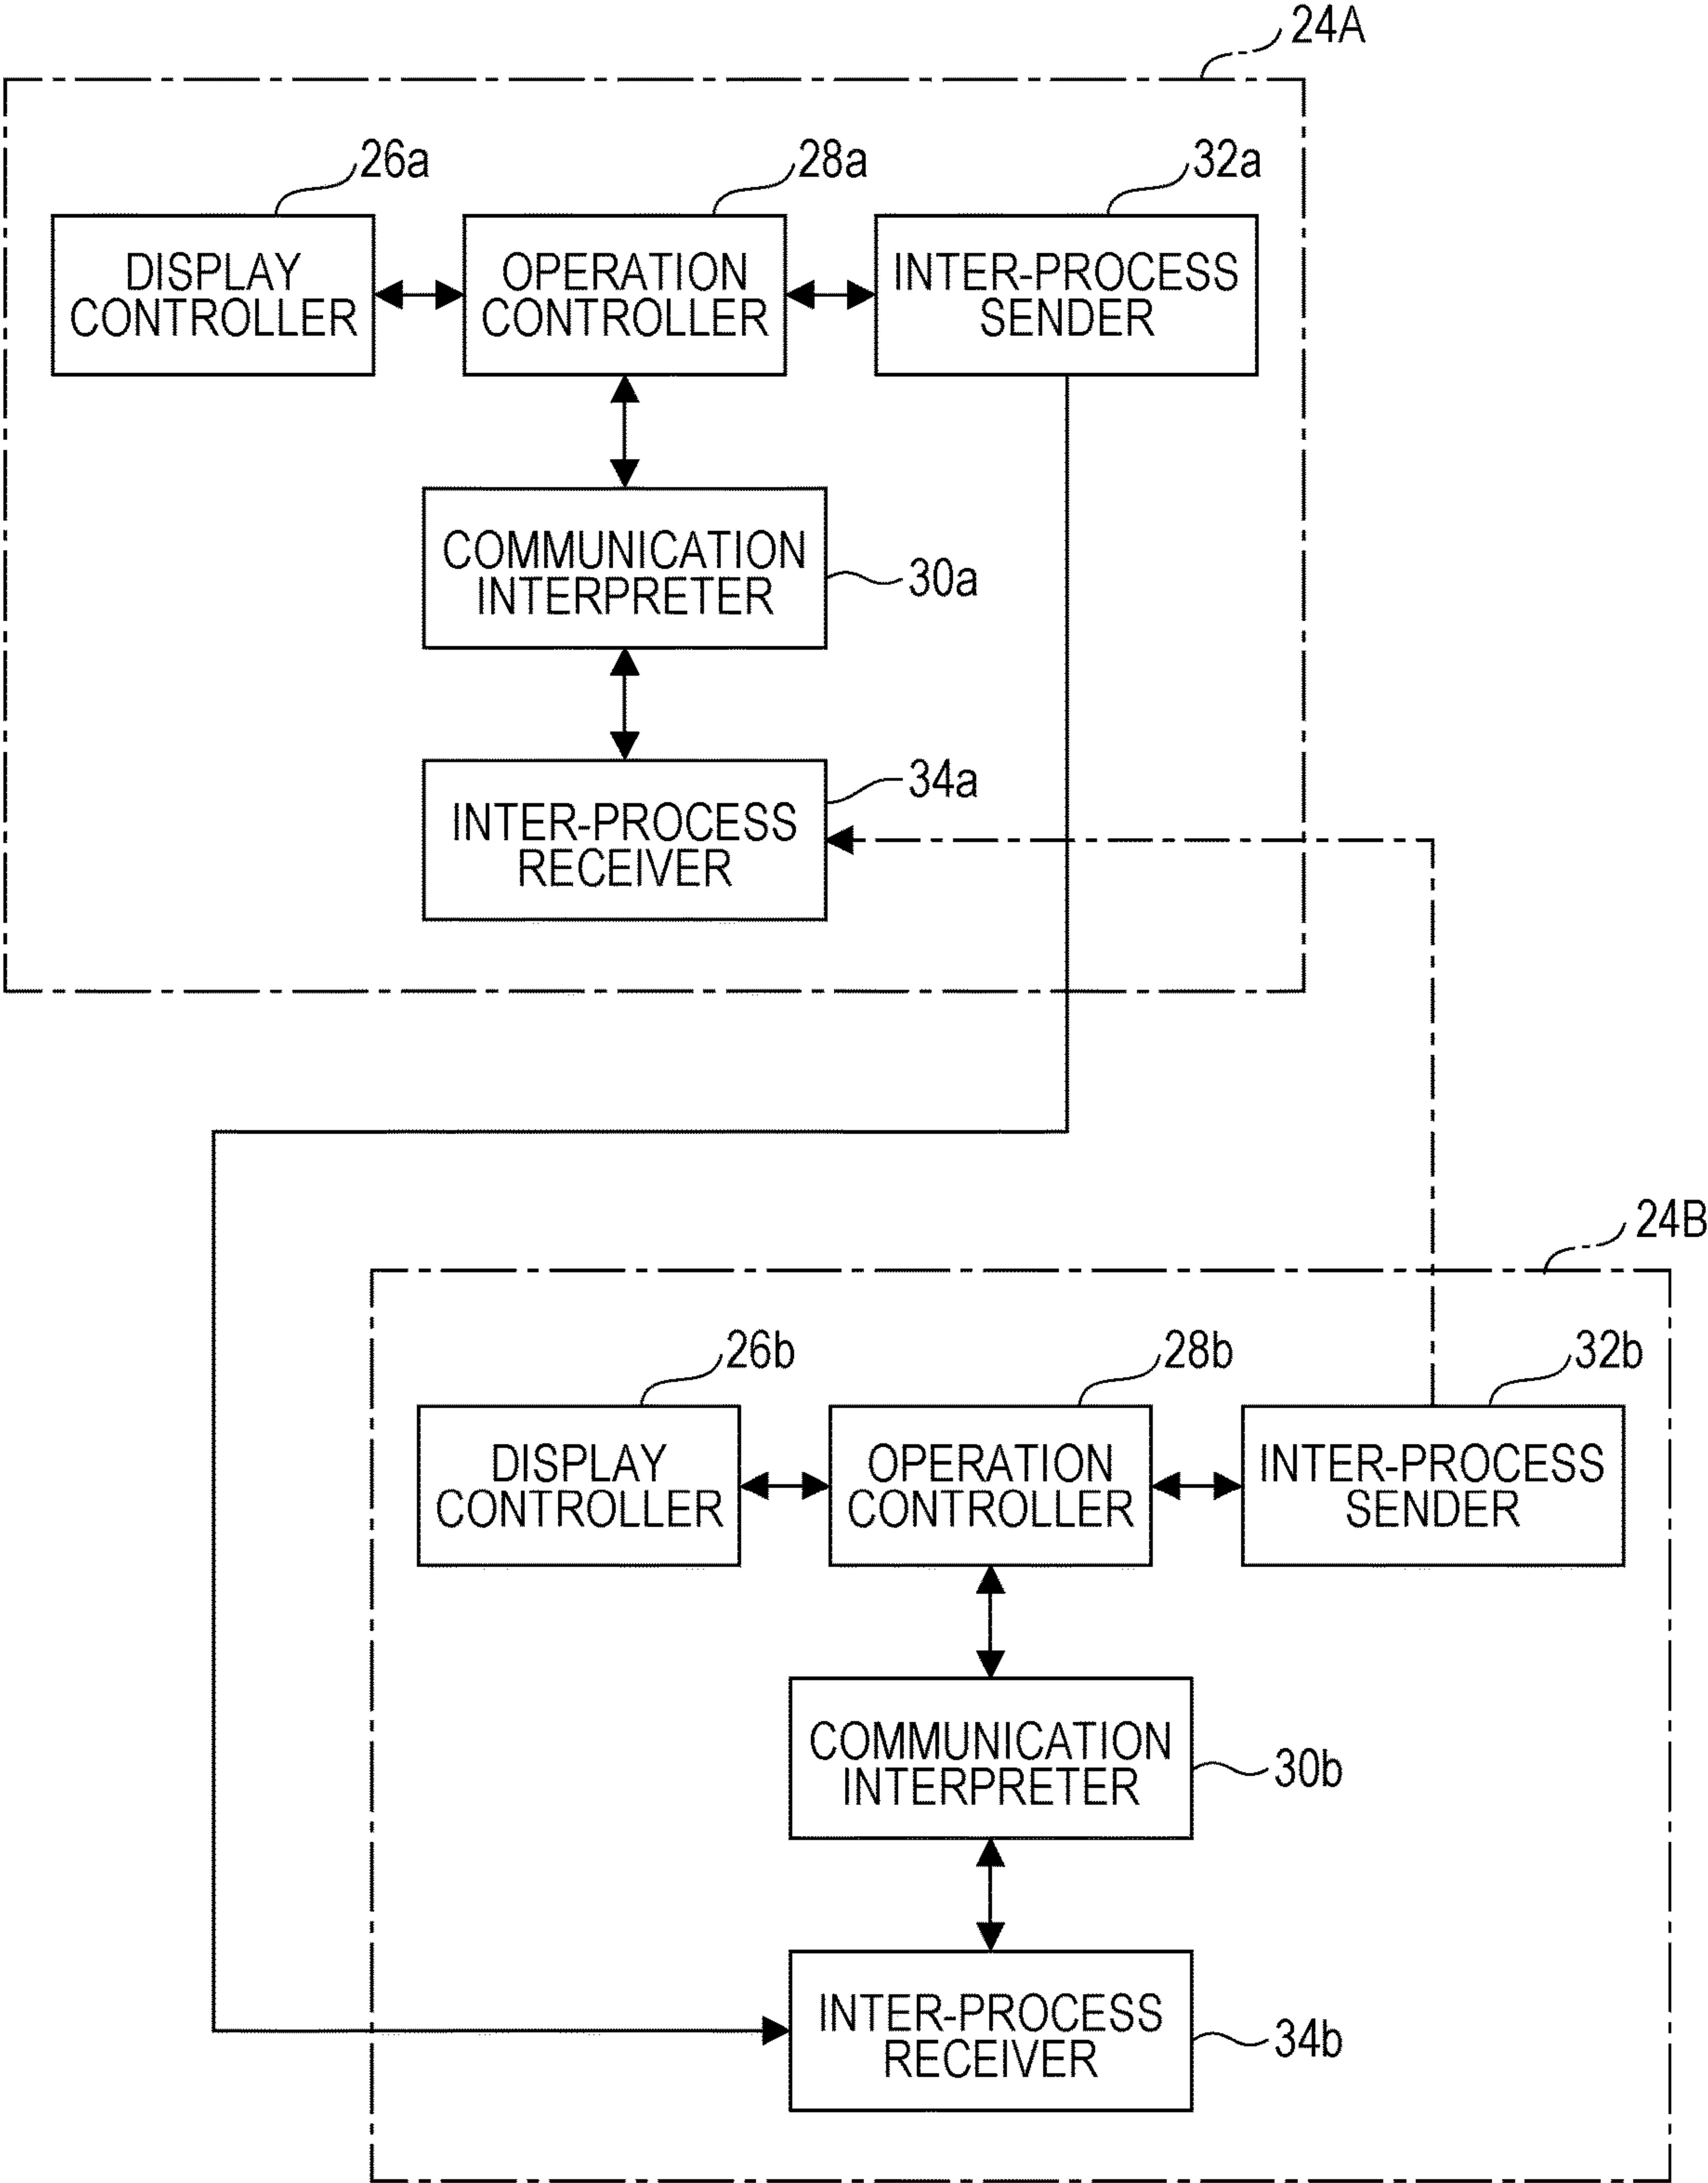 24A
26a
28a
32a
DISPLAY
CONTROLLER
OPERATION
CONTROLLER
INTER-PROCESS
SENDER
COMMUNICATION
INTERPRETER
30a
34a
INTER-PROCESS
RECEIVER
24B
26b
28b
32b
DISPLAY
CONTROLLER
OPERATION
CONTROLLER
INTER-PROCESS
SENDER
COMMUNICATION
INTERPRETER
30b
INTER-PROCESS
RECEIVER
34b